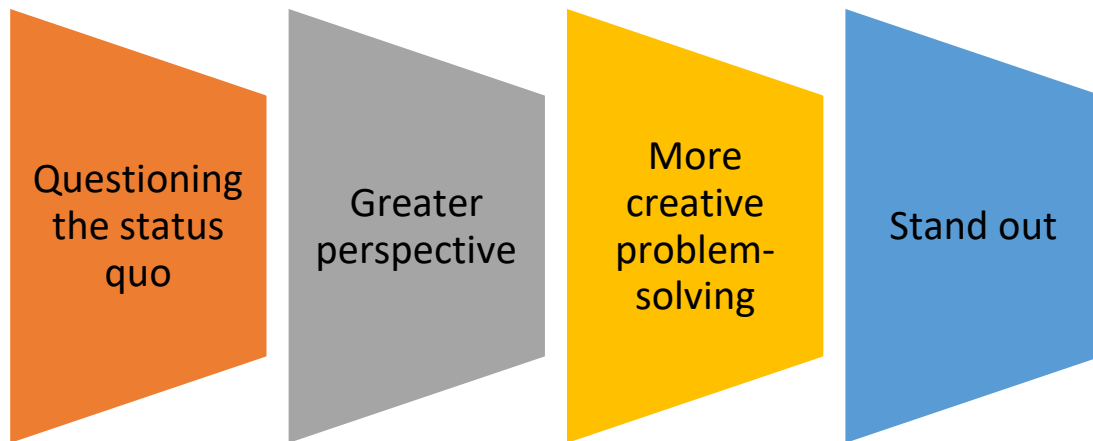 Questioning
the status
quo
Greater
perspective
More
creative
problem-
solving
Stand out